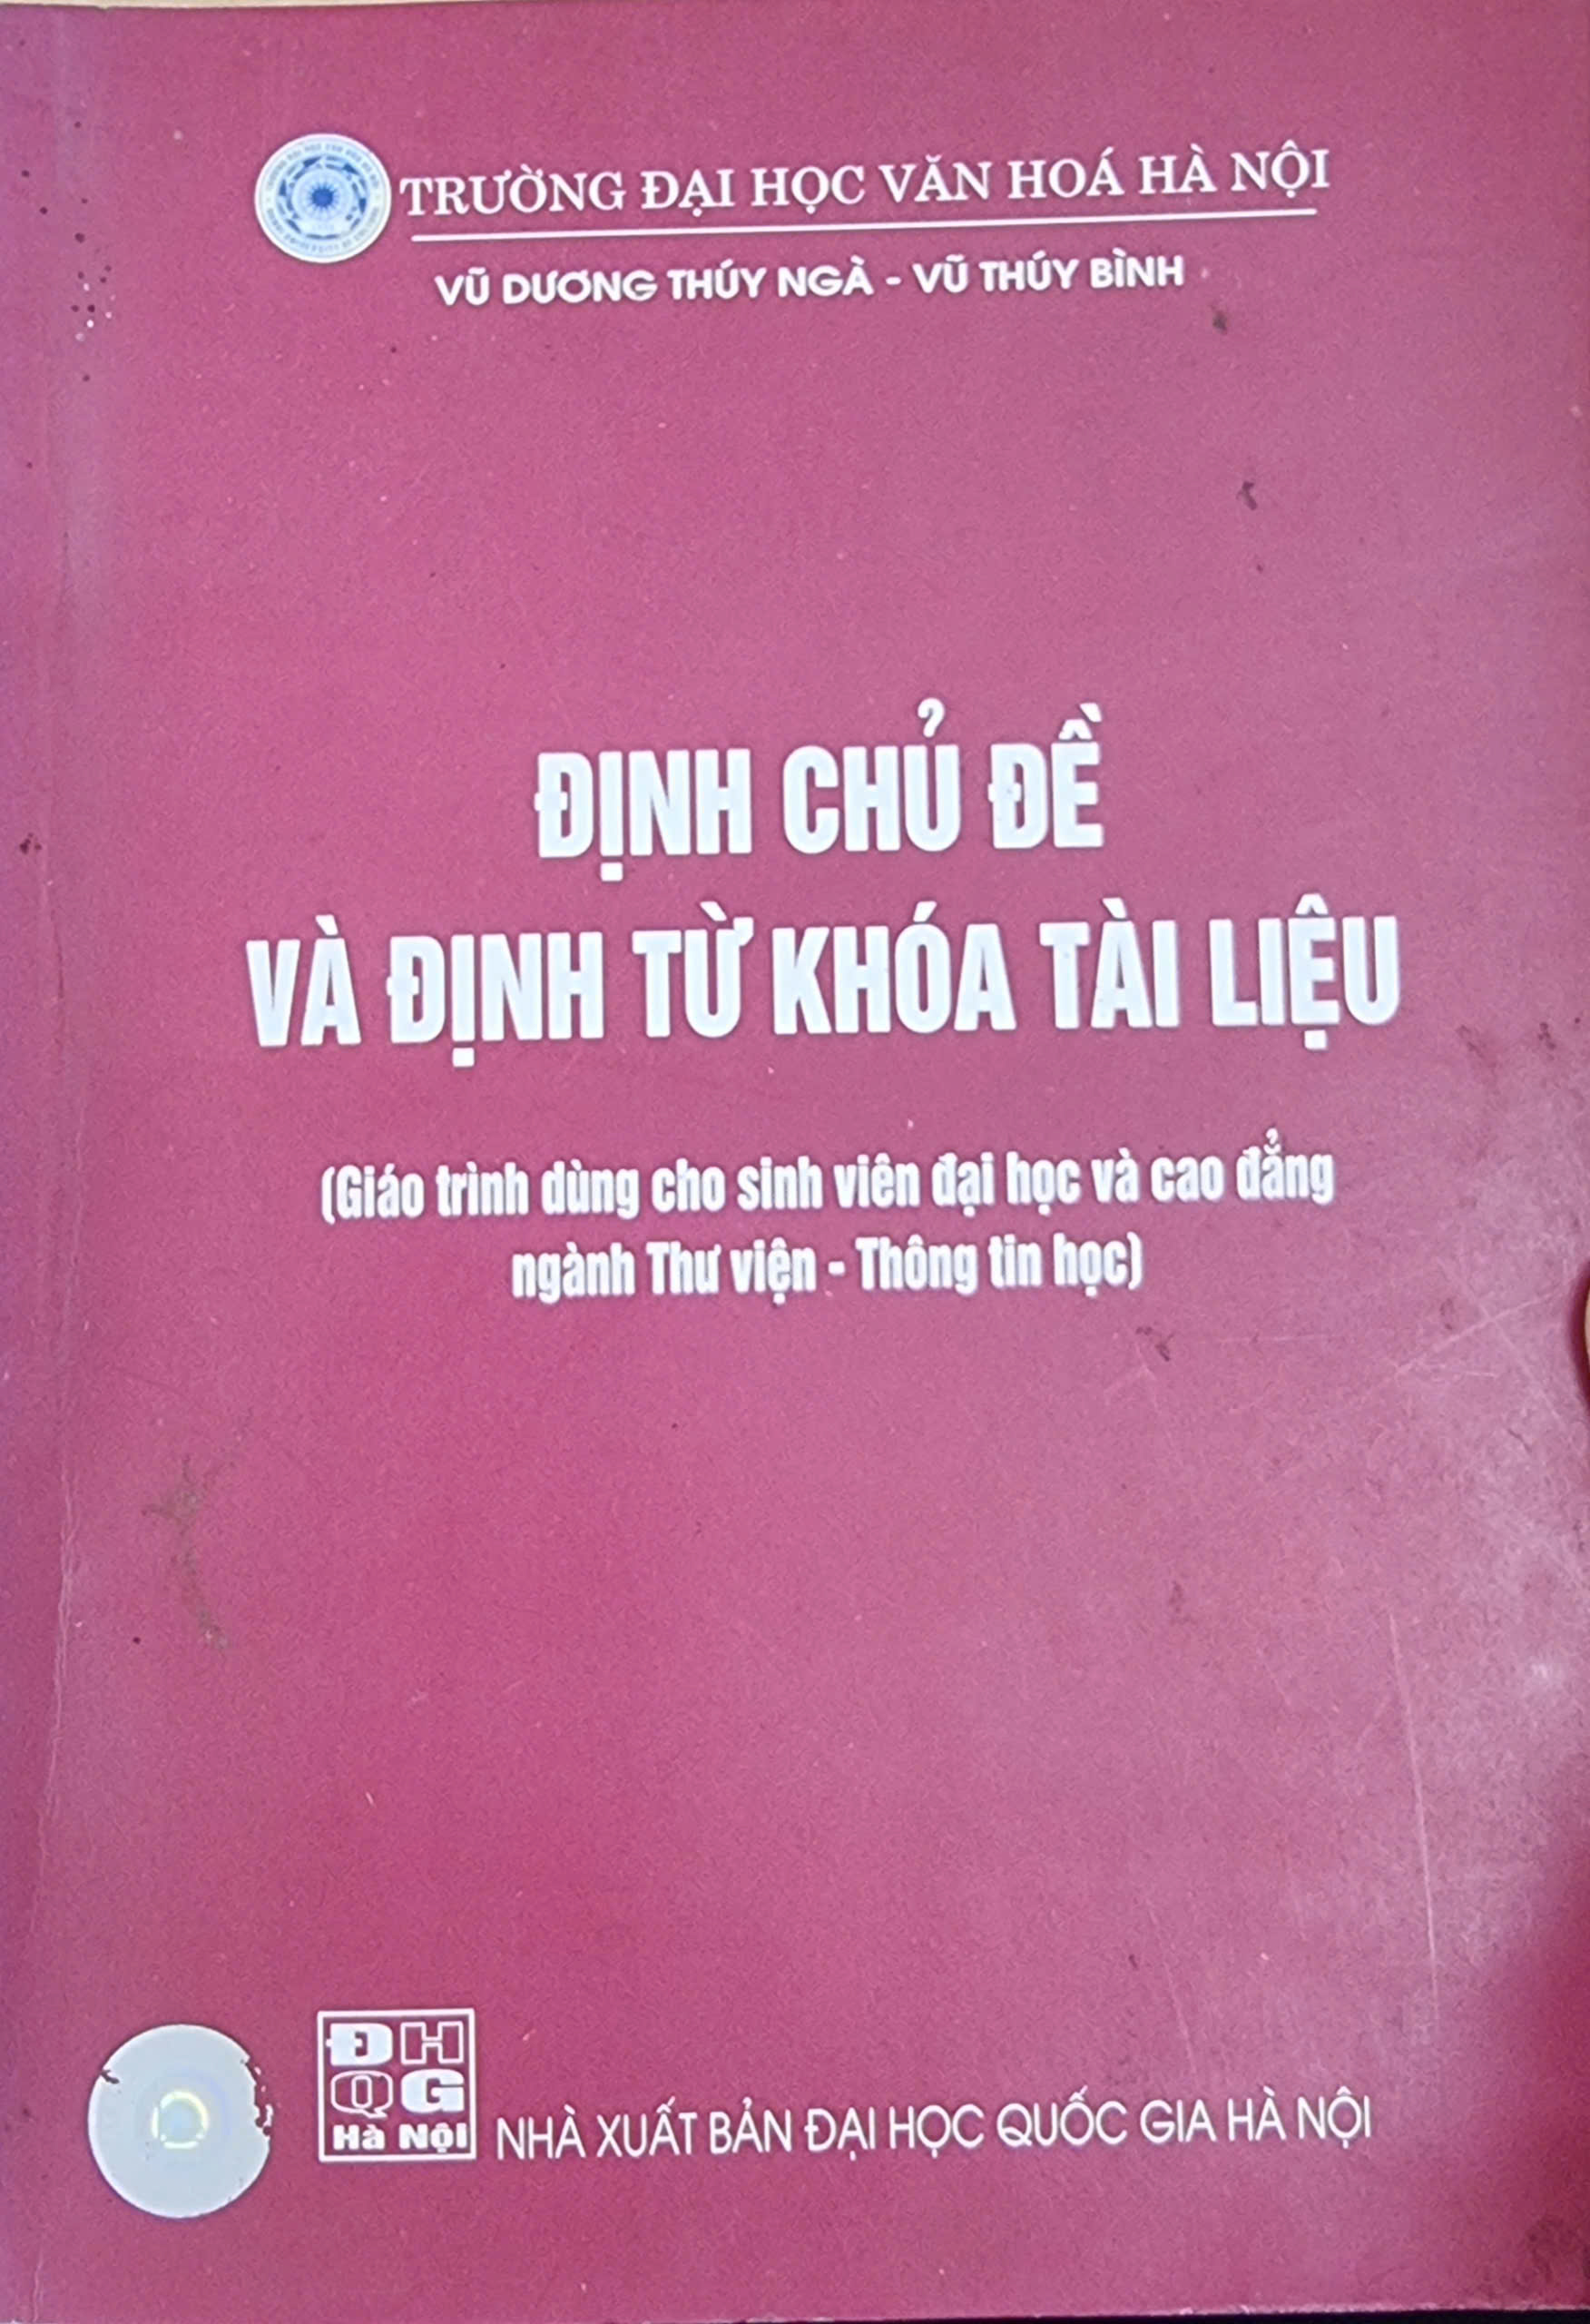 TRƯỜNG ĐẠI HỌC VĂN HOÁ HÀ NỘI
VŨ DƯƠNG THÚY NGÀ - VŨ THÚY BÌNH
ĐỊNH CHỦ ĐỀ
VÀ ĐỊNH TỪ KHÓA TÀI LIỆU
(Giáo trình dùng cho sinh viên đại học và cao đẳng
ngành Thư viện - Thông tin học)
ĐH
QG
Hà Nội
NHÀ XUẤT BẢN ĐẠI HỌC QUỐC GIA HÀ NỘI